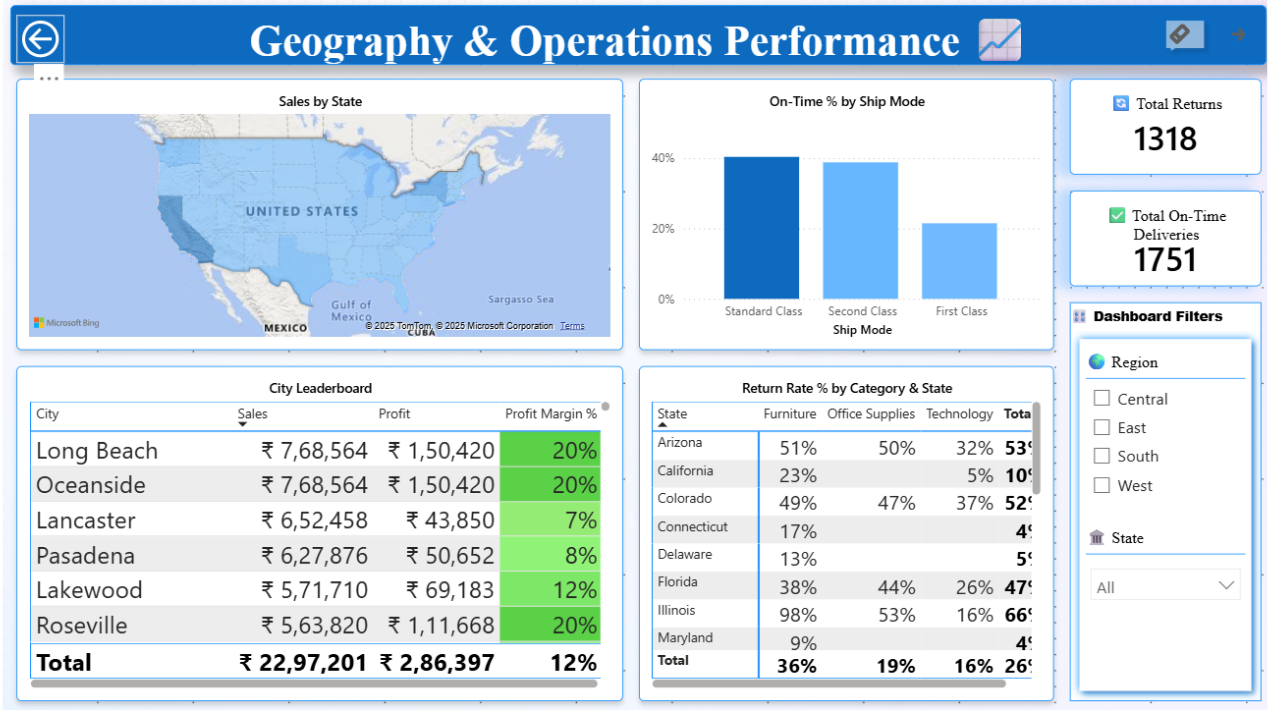 Geography & Operations Performance
Sales by State
UNITED STATES
Gulf of
Mexico
Sargasso Sea
MEXICO
CUBA
Microsoft Bing
© 2025 TomTom, © 2025 Microsoft Corporation Terms
On-Time % by Ship Mode
40%
20%
0%
Standard Class Second Class First Class
Ship Mode
Total Returns
1318
Total On-Time
Deliveries
1751
Dashboard Filters
Region
Central
East
South
West
State
All
City Leaderboard
City Sales Profit Profit Margin %
Long Beach ₹ 7,68,564 ₹ 1,50,420 20%
Oceanside ₹ 7,68,564 ₹ 1,50,420 20%
Lancaster ₹ 6,52,458 ₹ 43,850 7%
Pasadena ₹ 6,27,876 ₹ 50,652 8%
Lakewood ₹ 5,71,710 ₹ 69,183 12%
Roseville ₹ 5,63,820 ₹ 1,11,668 20%
Total ₹ 22,97,201 ₹ 2,86,397 12%
Return Rate % by Category & State
State Furniture Office Supplies Technology Tota
Arizona 51% 50% 32% 53%
California 23% 5% 10%
Colorado 49% 47% 37% 52%
Connecticut 17% 4%
Delaware 13% 5%
Florida 38% 44% 26% 47%
Illinois 98% 53% 16% 66%
Maryland 9% 4%
Total 36% 19% 16% 26%